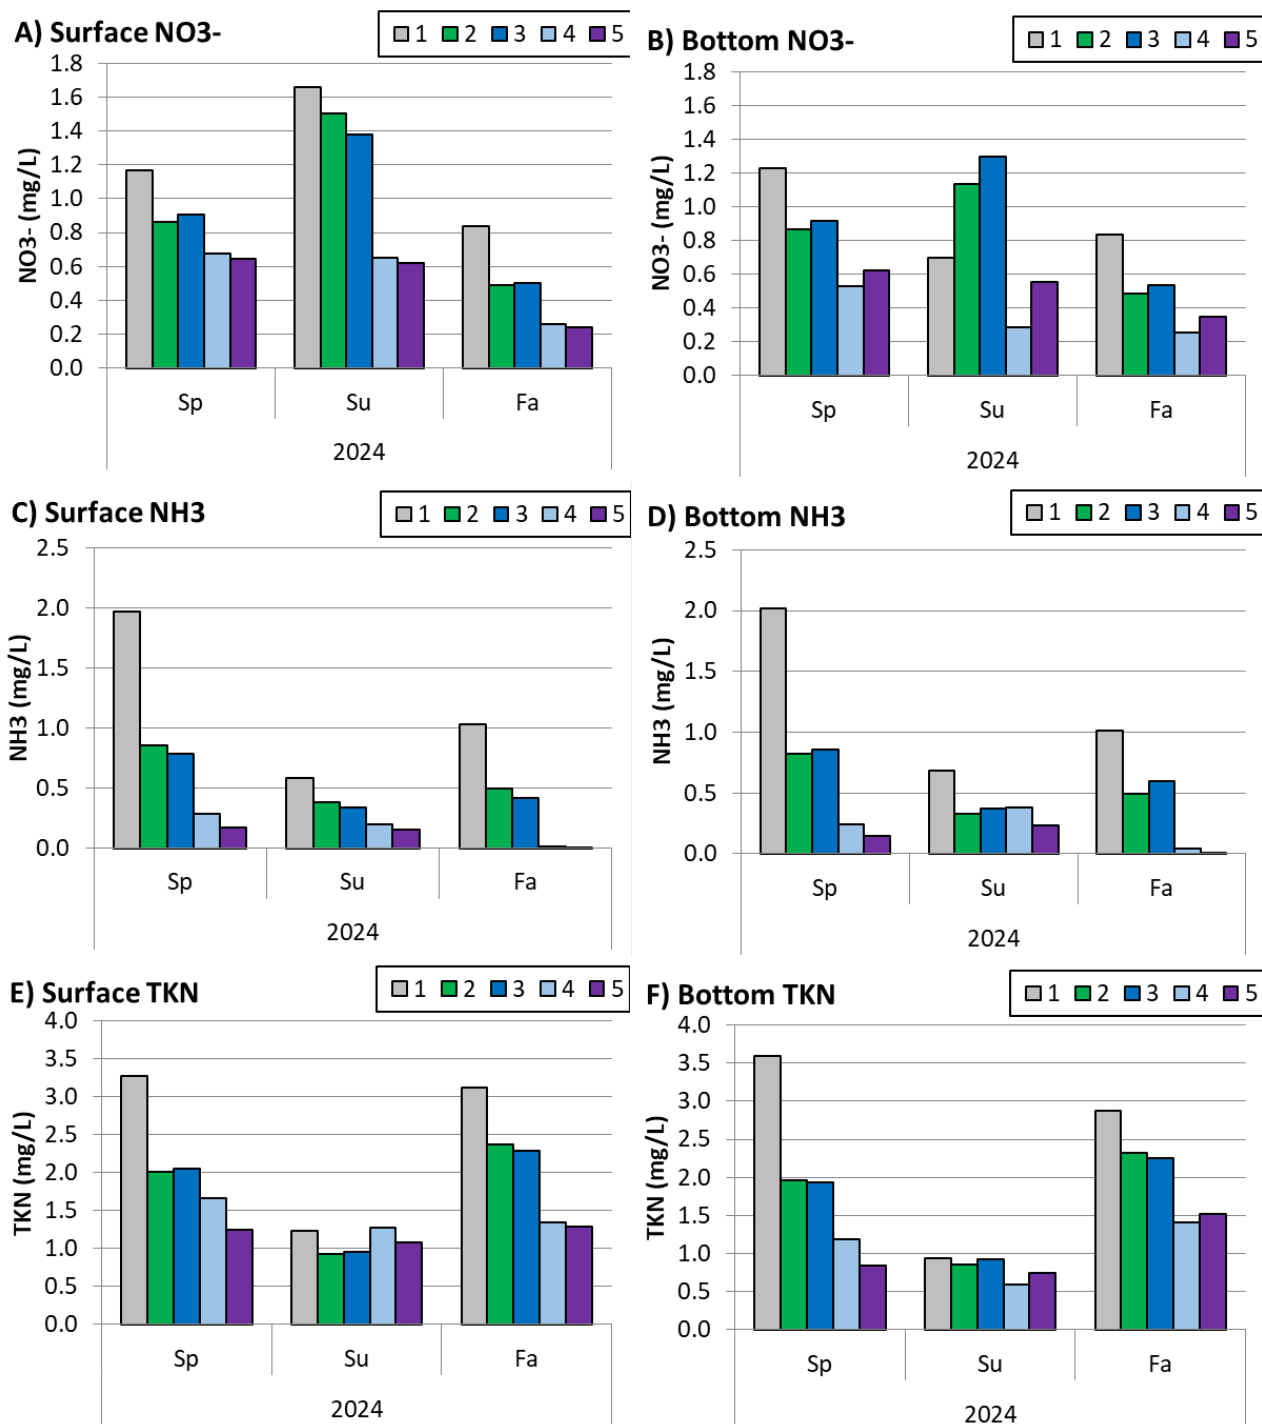 A) Surface NO3-
1 2 3 4 5
1.8
1.6
1.4
1.2
1.0
0.8
0.6
0.4
0.2
0.0
NO3- (mg/L)
Sp Su Fa
2024
B) Bottom NO3-
1 2 3 4 5
1.8
1.6
1.4
1.2
1.0
0.8
0.6
0.4
0.2
0.0
NO3- (mg/L)
Sp Su Fa
2024
C) Surface NH3
1 2 3 4 5
2.5
2.0
1.5
1.0
0.5
0.0
NH3 (mg/L)
Sp Su Fa
2024
D) Bottom NH3
1 2 3 4 5
2.5
2.0
1.5
1.0
0.5
0.0
NH3 (mg/L)
Sp Su Fa
2024
E) Surface TKN
1 2 3 4 5
4.0
3.5
3.0
2.5
2.0
1.5
1.0
0.5
0.0
TKN (mg/L)
Sp Su Fa
2024
F) Bottom TKN
1 2 3 4 5
4.0
3.5
3.0
2.5
2.0
1.5
1.0
0.5
0.0
TKN (mg/L)
Sp Su Fa
2024